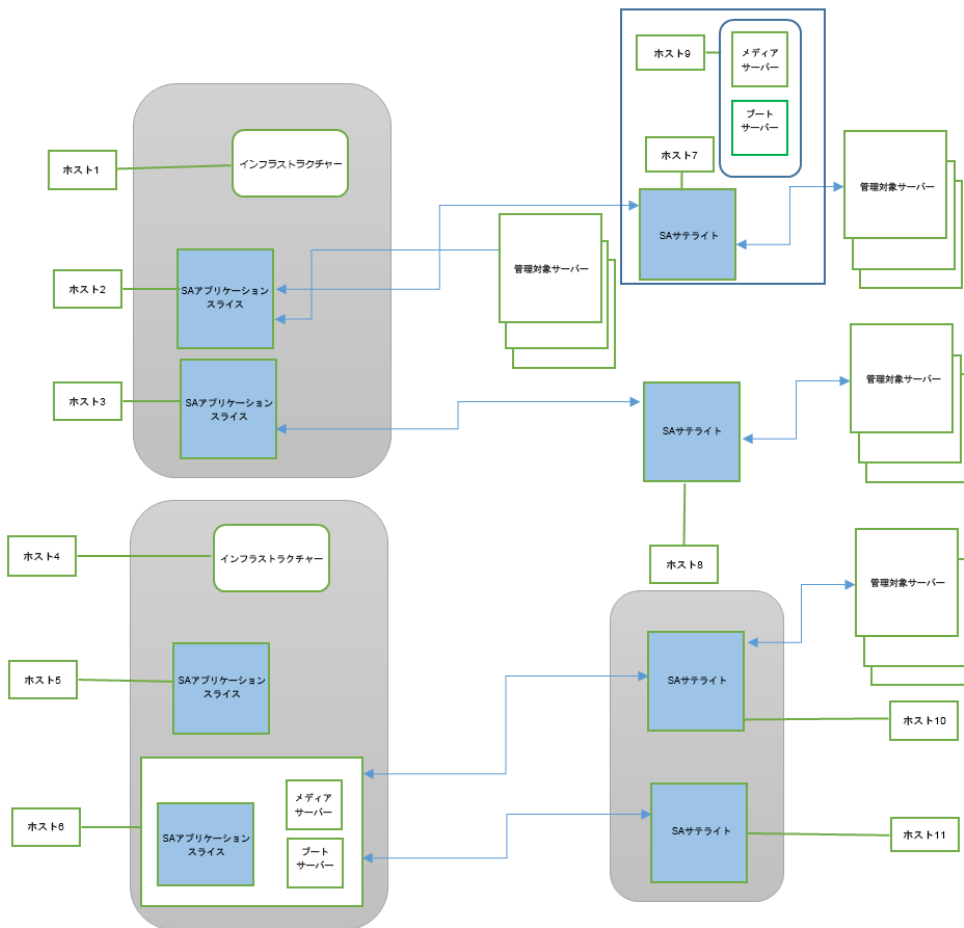 ホスト9
メディア
サーバー
ブート
サーバー
ホスト1
インフラストラクチャー
ホスト7
管理対象サーバー
SAサテライト
管理対象サーバー
ホスト2
SAアプリケーション
スライス
ホスト3
SAアプリケーション
スライス
SAサテライト
管理対象サーバー
ホスト4
インフラストラクチャー
ホスト8
管理対象サーバー
ホスト5
SAアプリケーション
スライス
SAサテライト
ホスト10
ホスト6
SAアプリケーション
スライス
メディア
サーバー
ブート
サーバー
SAサテライト
ホスト11